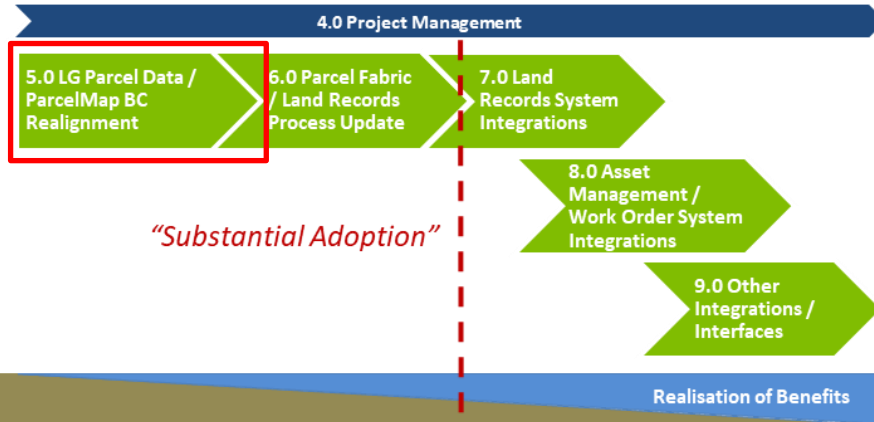 4.0 Project Management
5.0 LG Parcel Data /
ParcelMap BC
Realignment
6.0 Parcel Fabric
/ Land Records
Process Update
7.0 Land
Records System
Integrations
8.0 Asset
Management /
Work Order System
Integrations
“Substantial Adoption”
9.0 Other
Integrations /
Interfaces
Realisation of Benefits